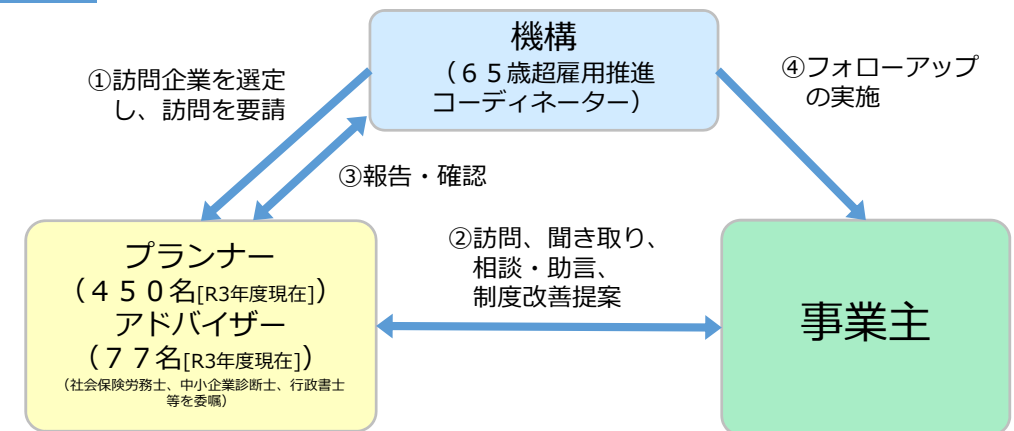 機構
（６５歳超雇用推進
コーディネーター）
①訪問企業を選定
し、訪問を要請
④フォローアップ
の実施
③報告・確認
②訪問、聞き取り、
相談・助言、
制度改善提案
プランナー
（４５０名[R3年度現在]）
アドバイザー
（７７名[R3年度現在]）
（社会保険労務士、中小企業診断士、行政書士
等を委嘱）
事業主